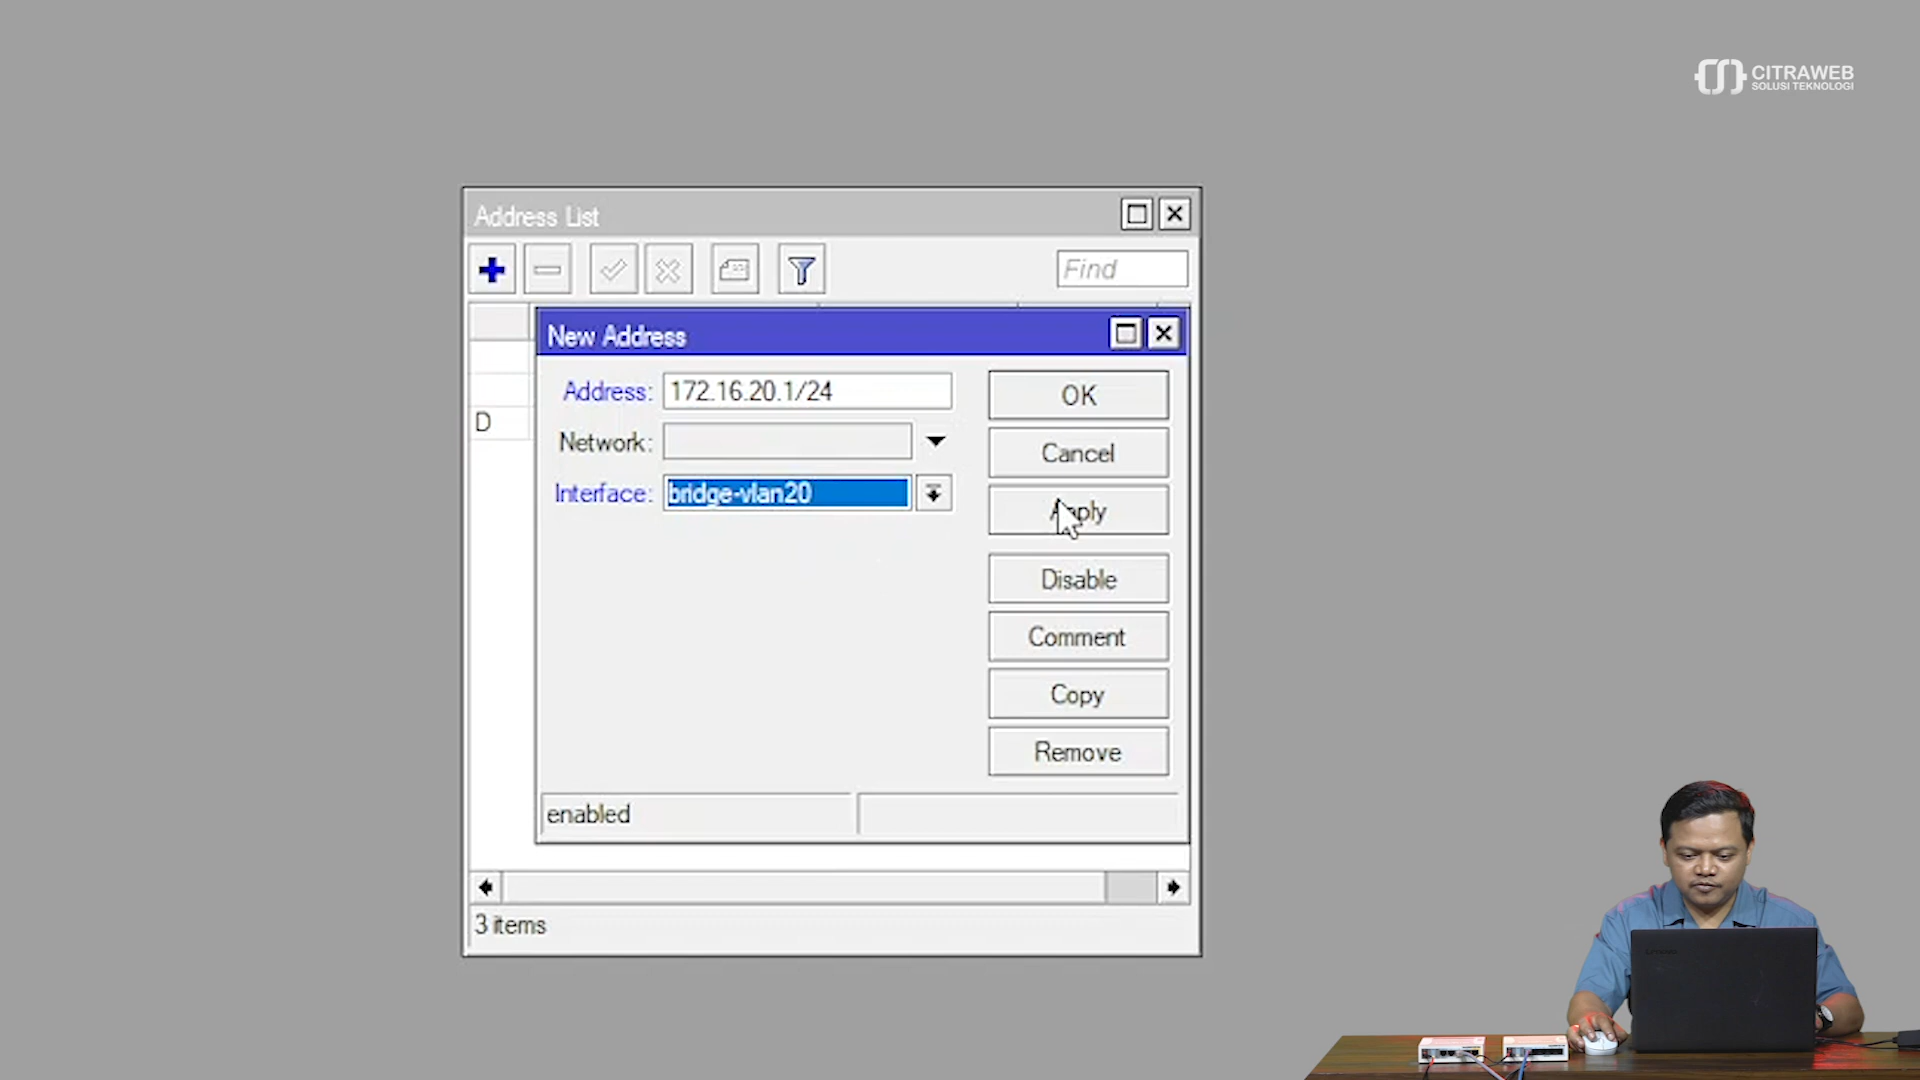 CITRAWEB
SOLUSI TEKNOLOGI
Address List
Find
New Address
Address: 172.16.20.1/24
OK
D
Network:
Cancel
Interface: bridge-vlan20
Apply
Disable
Comment
Copy
Remove
enabled
3 items